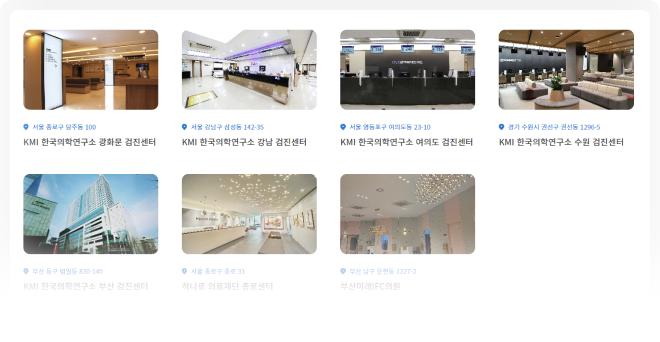 서울 종로구 당주동 100
KMI 한국의학연구소 광화문 검진센터
서울 강남구 삼성동 142-35
KMI 한국의학연구소 강남 검진센터
서울 영등포구 여의도동 23-10
KMI 한국의학연구소 여의도 검진센터
경기 수원시 권선구 권선동 1296-5
KMI 한국의학연구소 수원 검진센터
부산 동구 범일동 830-140
KMI 한국의학연구소 부산 검진센터
서울 종로구 종로 33
하나로 의료재단 종로센터
부산 남구 문현동 1227-2
부산미래IFC의원